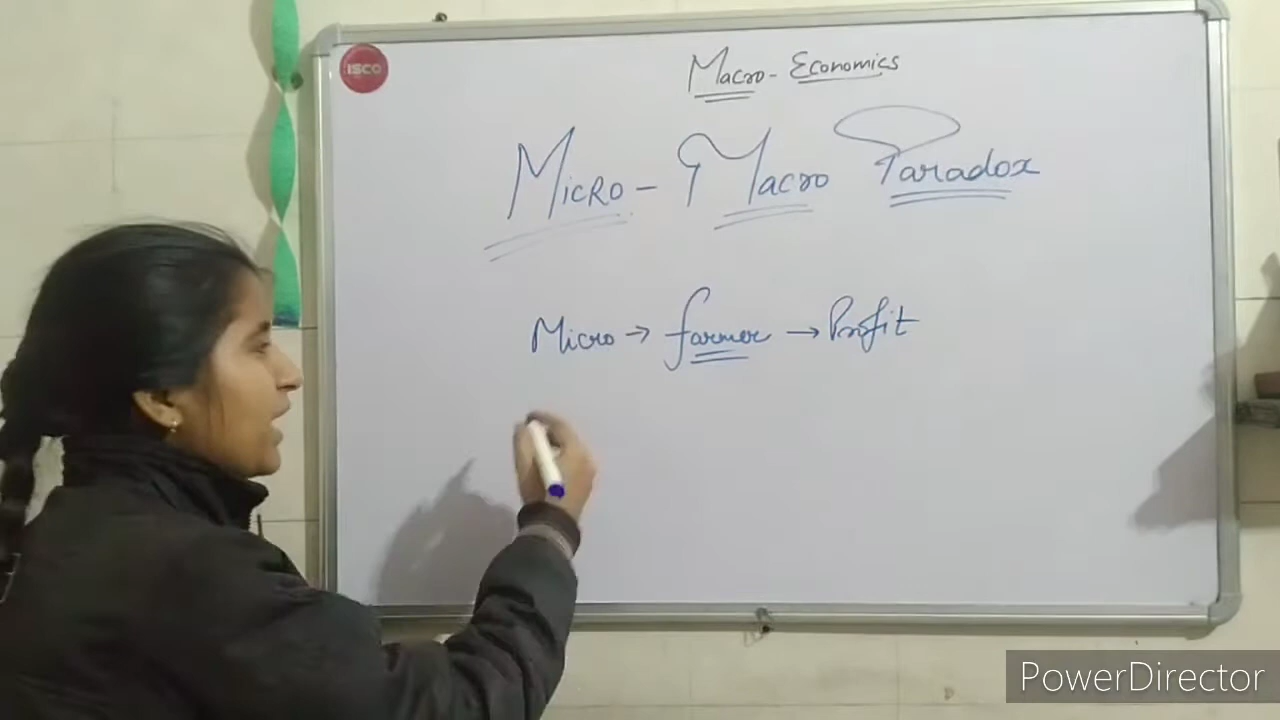 ISCO
Macro - Economics
Micro - Macro Paradox
Micro → farmer → Profit
PowerDirector